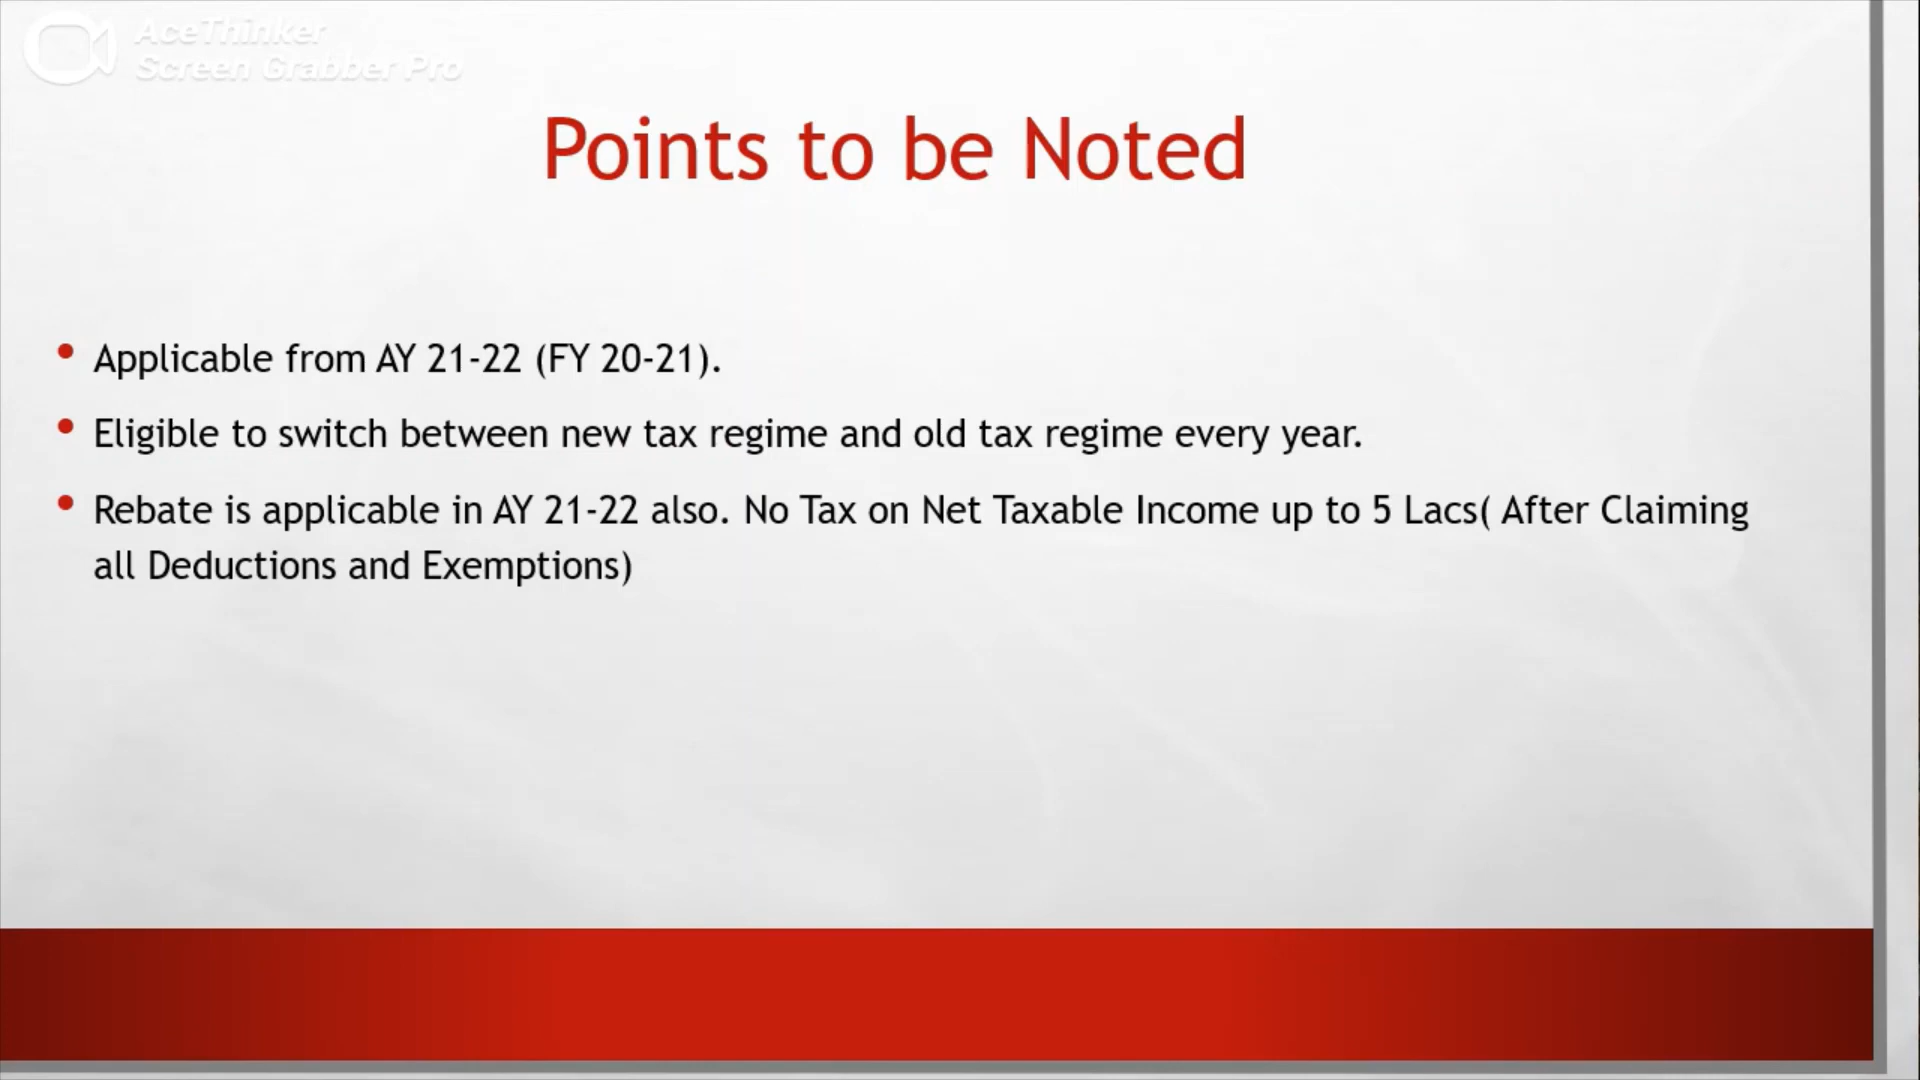 AceThinker
Screen Grabber Pro
Points to be Noted
• Applicable from AY 21-22 (FY 20-21).
• Eligible to switch between new tax regime and old tax regime every year.
• Rebate is applicable in AY 21-22 also. No Tax on Net Taxable Income up to 5 Lacs( After Claiming
all Deductions and Exemptions)